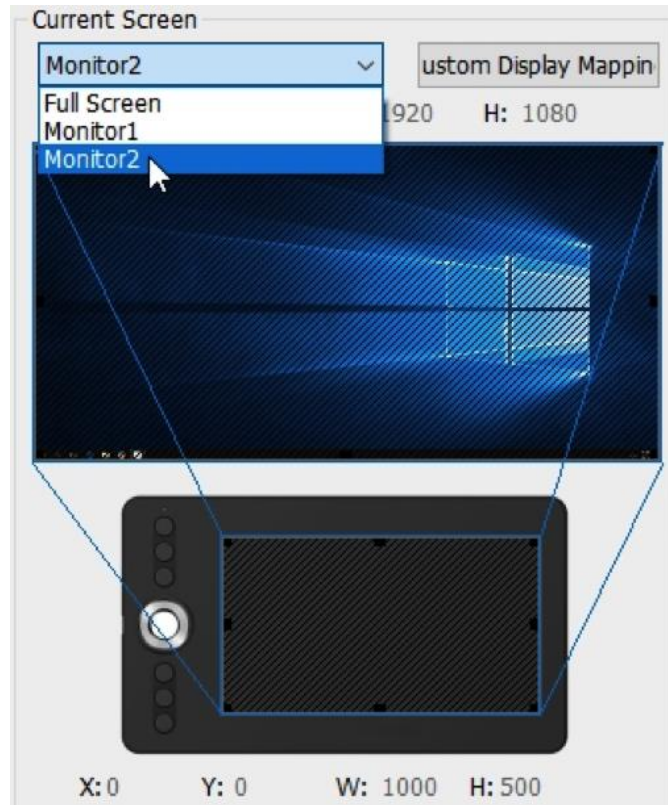 Current Screen
Monitor2
ustom Display Mappin
Full Screen
1920 H: 1080
Monitor1
Monitor2
X: 0 Y: 0 W: 1000 H: 500